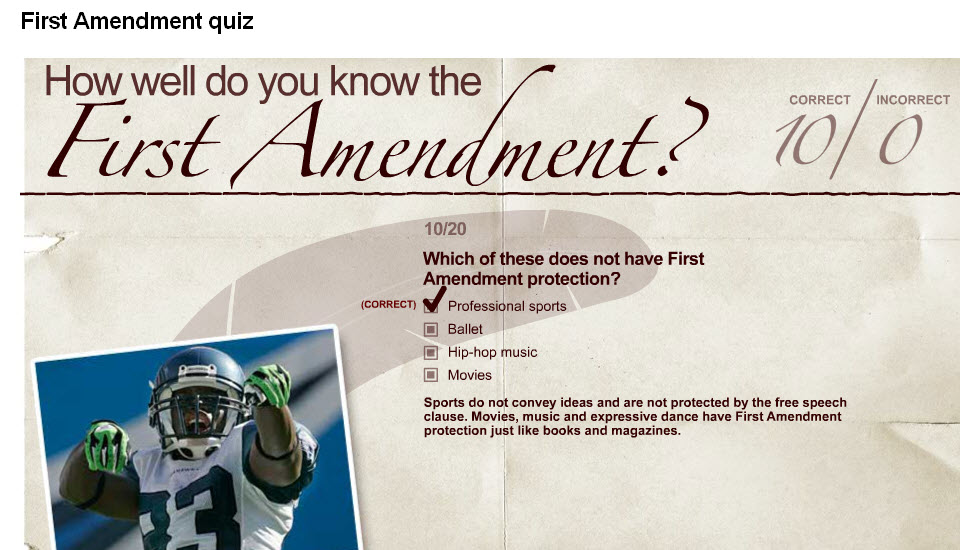 First Amendment quiz
How well do you know the
First Amendment?
CORRECT INCORRECT
10/0
10/20
Which of these does not have First
Amendment protection?
(CORRECT) Professional sports
Ballet
Hip-hop music
Movies
Sports do not convey ideas and are not protected by the free speech
clause. Movies, music and expressive dance have First Amendment
protection just like books and magazines.
83